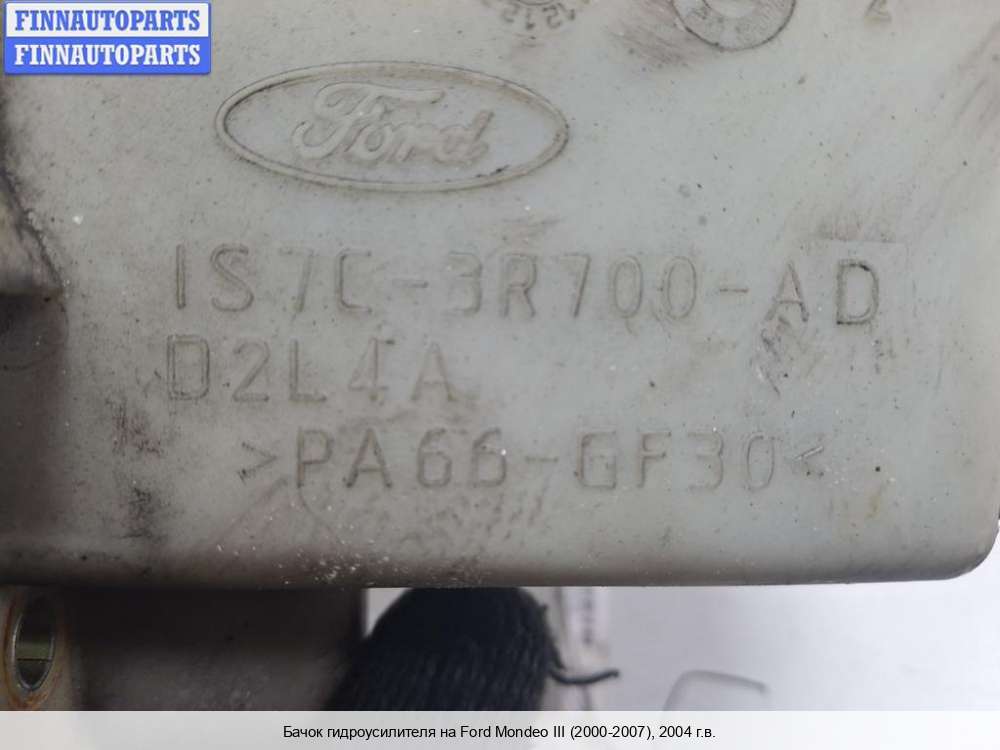 FINNAUTOPARTS
FINNAUTOPARTS
Ford
1S7C-3R700-AD
D2L4A
>PA66-GF30<
Бачок гидроусилителя на Ford Mondeo III (2000-2007), 2004 г.в.